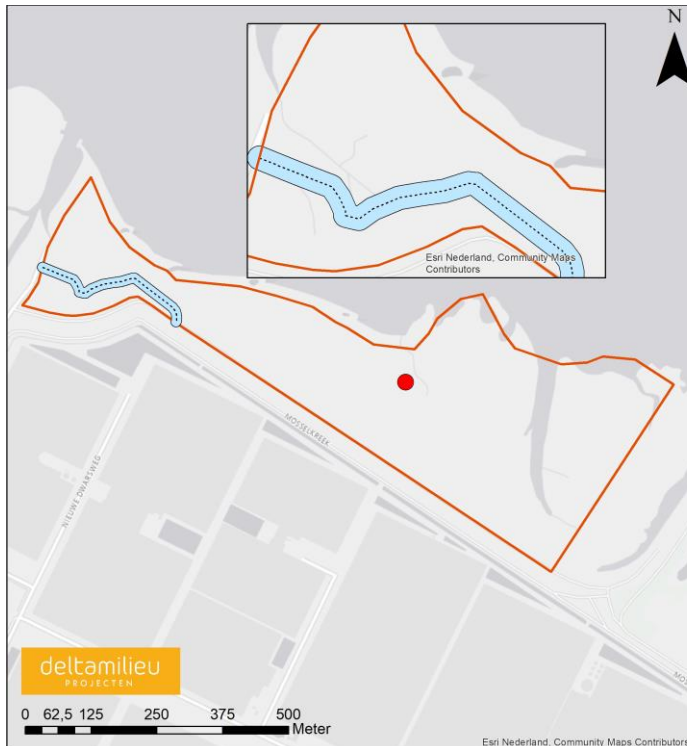 N
Esri Nederland, Community Maps
Contributors
MOSSELKREEK
NIEUWE DWARSWEG
deltamilieu
PROJECTEN
0 62,5 125 250 375 500
Meter
MOS
Esri Nederland, Community Maps Contributors